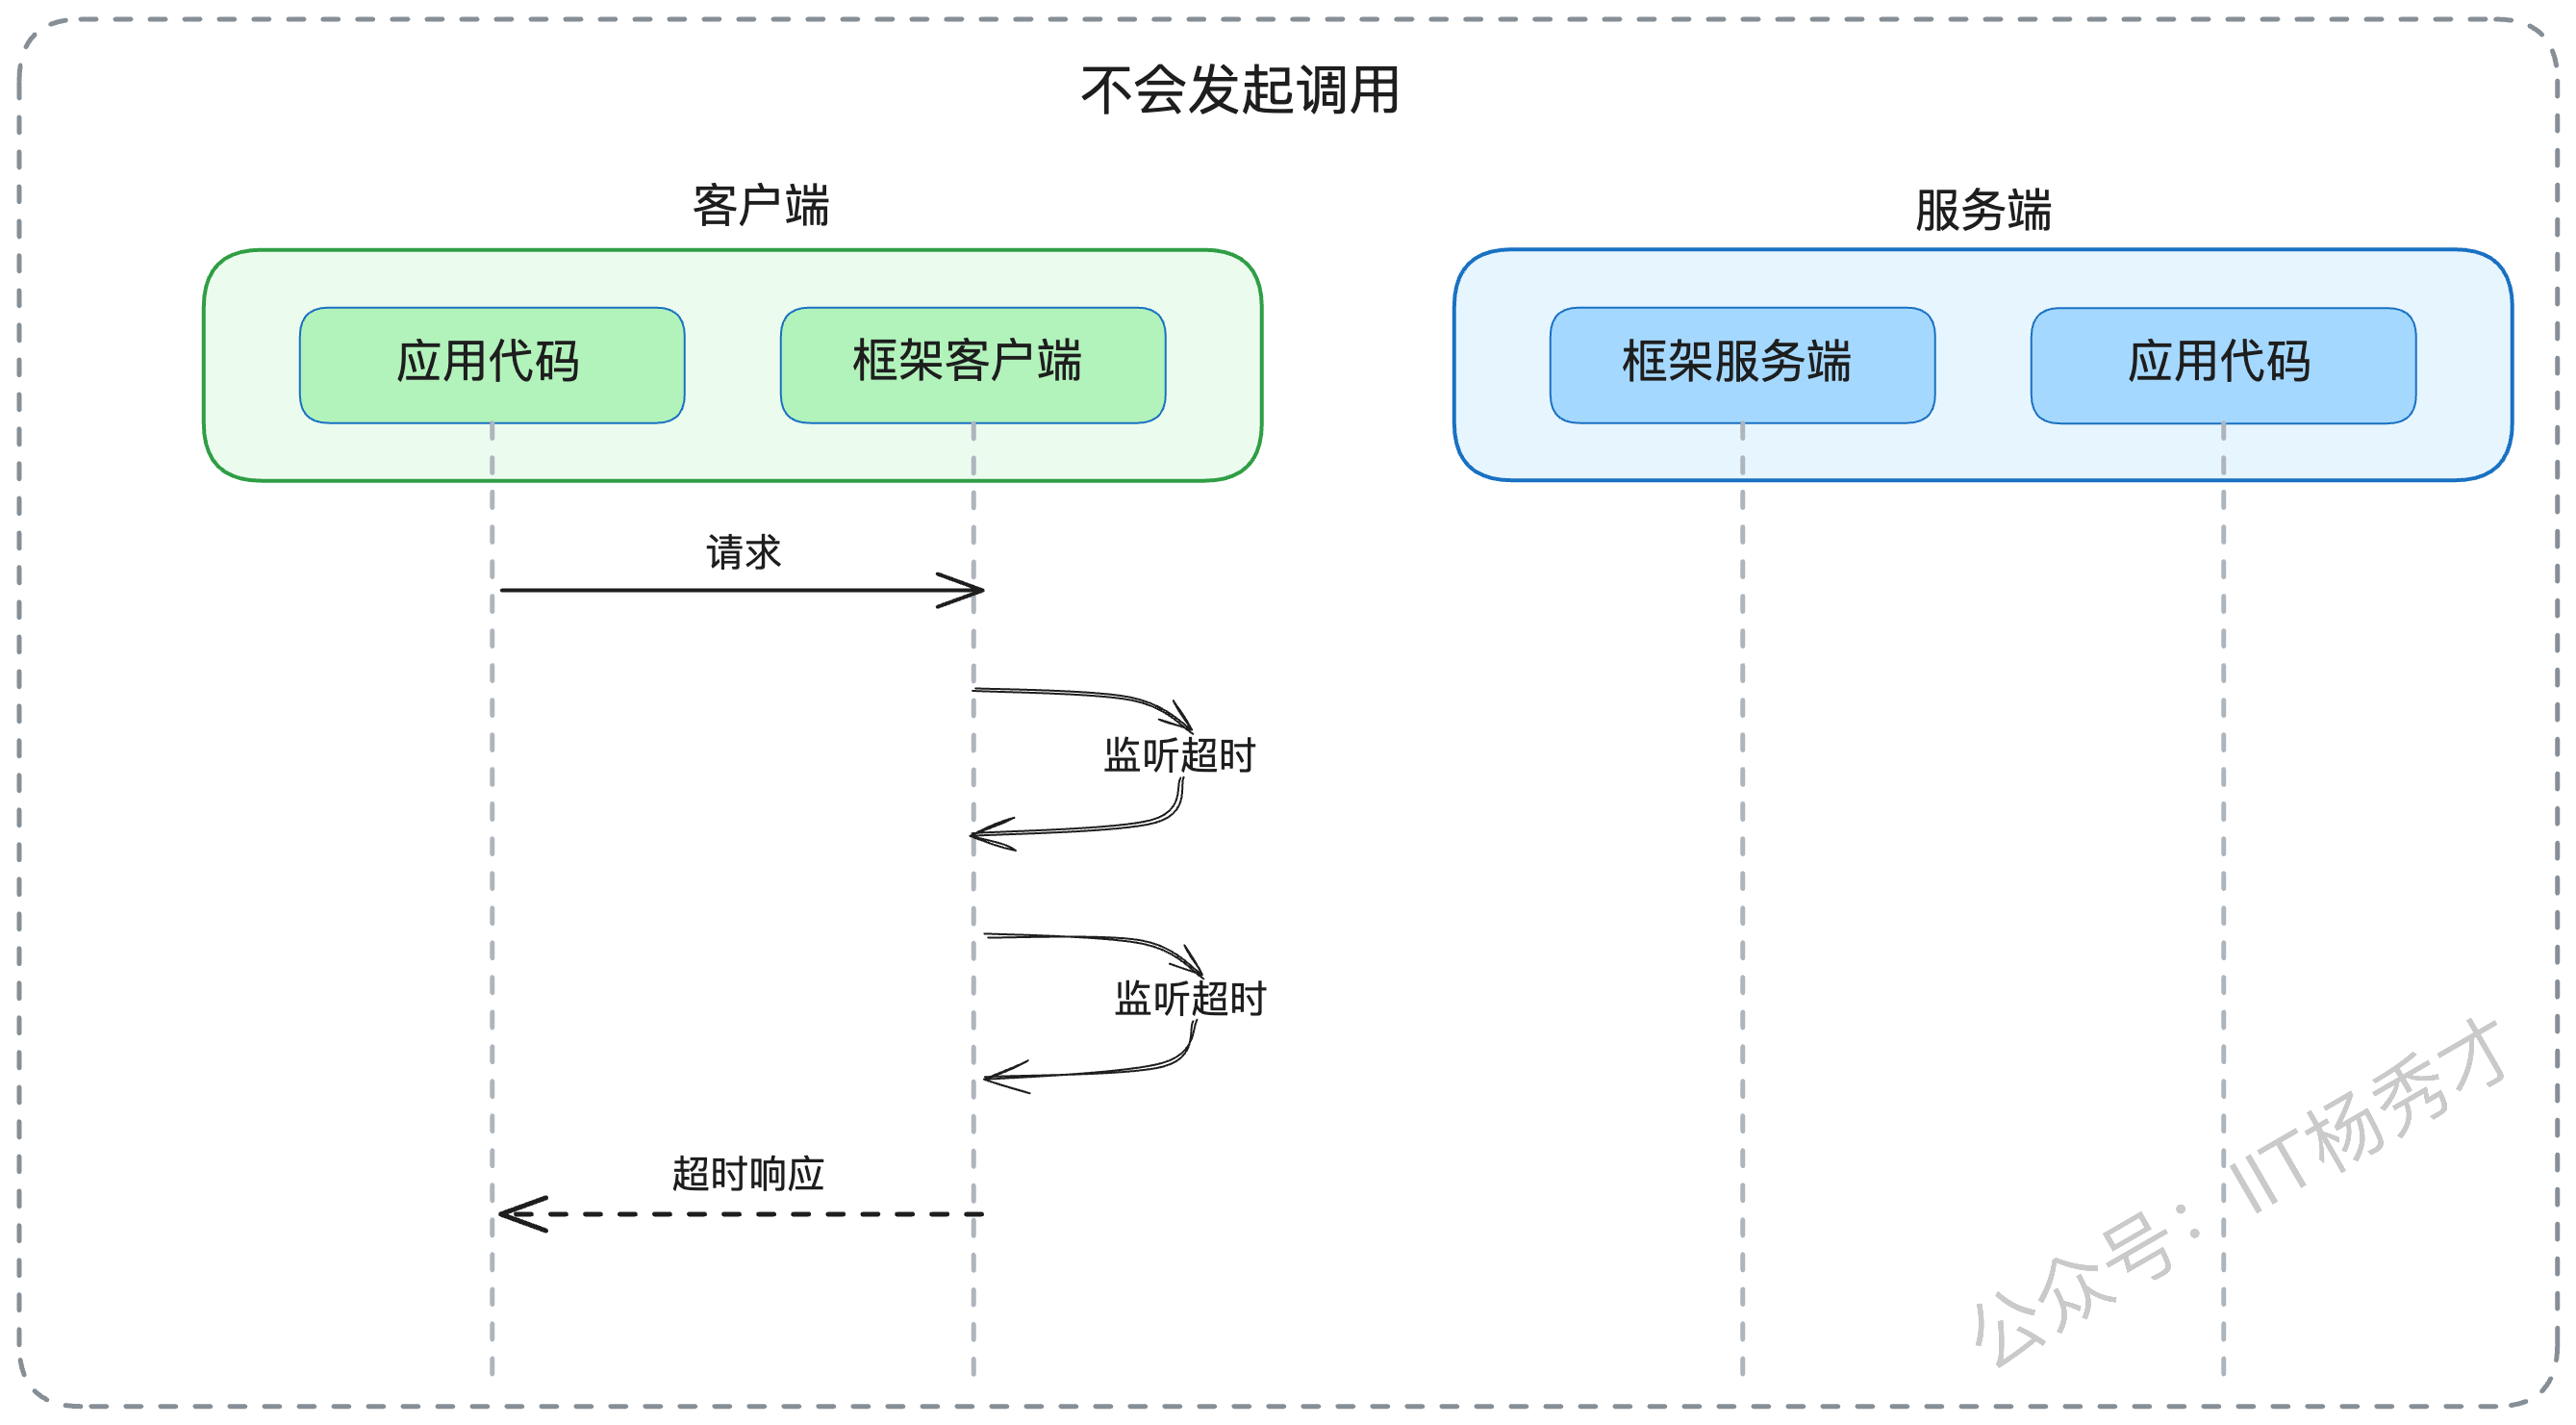 不会发起调用
客户端
服务端
应用代码
框架客户端
框架服务端
应用代码
请求
监听超时
监听超时
超时响应
公众号：IIT杨秀才